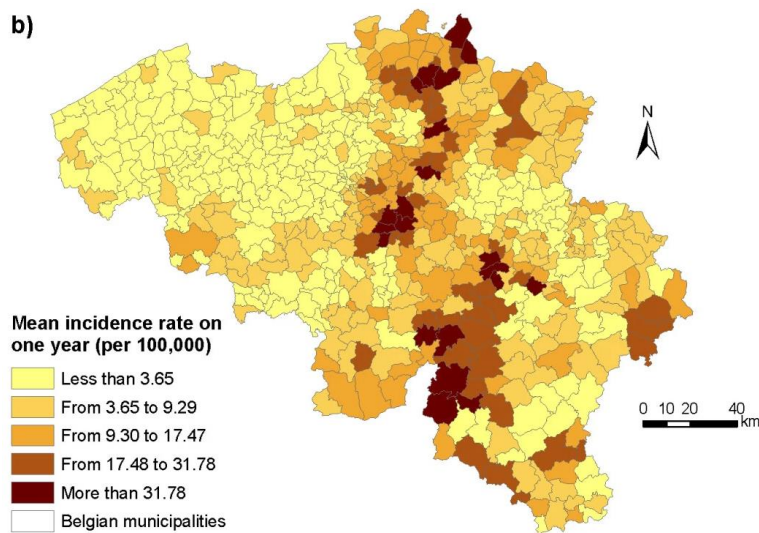 b)
N
Mean incidence rate on
one year (per 100,000)
Less than 3.65
From 3.65 to 9.29
From 9.30 to 17.47
From 17.48 to 31.78
More than 31.78
Belgian municipalities
0 10 20 40
km